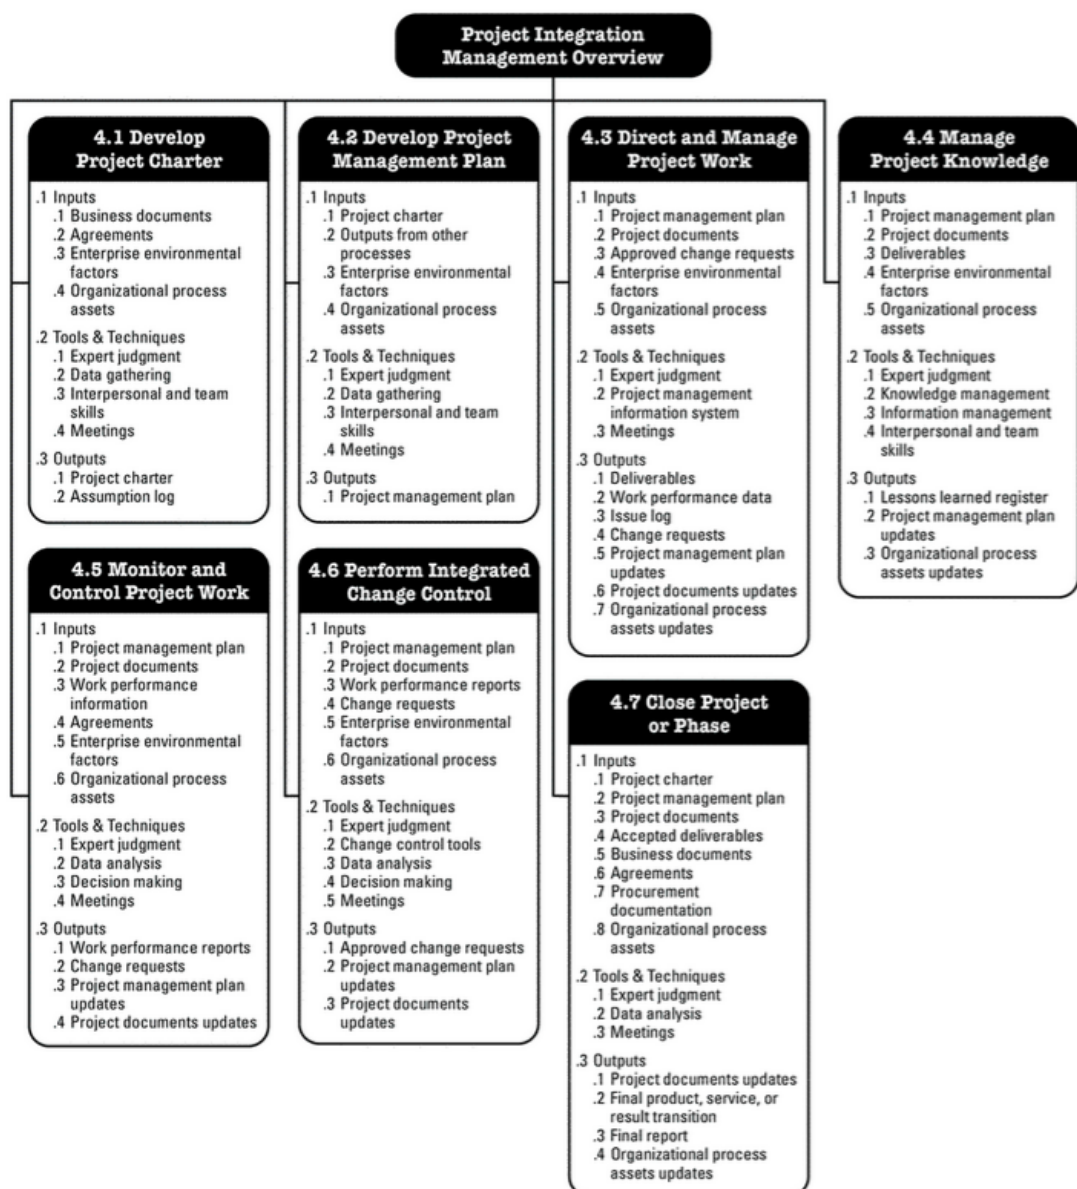 Project Integration
Management Overview
4.1 Develop
Project Charter
.1 Inputs
.1 Business documents
.2 Agreements
.3 Enterprise environmental
factors
.4 Organizational process
assets
.2 Tools & Techniques
.1 Expert judgment
.2 Data gathering
.3 Interpersonal and team
skills
.4 Meetings
.3 Outputs
.1 Project charter
.2 Assumption log
4.2 Develop Project
Management Plan
.1 Inputs
.1 Project charter
.2 Outputs from other
processes
.3 Enterprise environmental
factors
.4 Organizational process
assets
.2 Tools & Techniques
.1 Expert judgment
.2 Data gathering
.3 Interpersonal and team
skills
.4 Meetings
.3 Outputs
.1 Project management plan
4.3 Direct and Manage
Project Work
.1 Inputs
.1 Project management plan
.2 Project documents
.3 Approved change requests
.4 Enterprise environmental
factors
.5 Organizational process
assets
.2 Tools & Techniques
.1 Expert judgment
.2 Project management
information system
.3 Meetings
.3 Outputs
.1 Deliverables
.2 Work performance data
.3 Issue log
.4 Change requests
.5 Project management plan
updates
.6 Project documents updates
.7 Organizational process
assets updates
4.4 Manage
Project Knowledge
.1 Inputs
.1 Project management plan
.2 Project documents
.3 Deliverables
.4 Enterprise environmental
factors
.5 Organizational process
assets
.2 Tools & Techniques
.1 Expert judgment
.2 Knowledge management
.3 Information management
.4 Interpersonal and team
skills
.3 Outputs
.1 Lessons learned register
.2 Project management plan
updates
.3 Organizational process
assets updates
4.5 Monitor and
Control Project Work
.1 Inputs
.1 Project management plan
.2 Project documents
.3 Work performance
information
.4 Agreements
.5 Enterprise environmental
factors
.6 Organizational process
assets
.2 Tools & Techniques
.1 Expert judgment
.2 Data analysis
.3 Decision making
.4 Meetings
.3 Outputs
.1 Work performance reports
.2 Change requests
.3 Project management plan
updates
.4 Project documents updates
4.6 Perform Integrated
Change Control
.1 Inputs
.1 Project management plan
.2 Project documents
.3 Work performance reports
.4 Change requests
.5 Enterprise environmental
factors
.6 Organizational process
assets
.2 Tools & Techniques
.1 Expert judgment
.2 Change control tools
.3 Data analysis
.4 Decision making
.5 Meetings
.3 Outputs
.1 Approved change requests
.2 Project management plan
updates
.3 Project documents
updates
4.7 Close Project
or Phase
.1 Inputs
.1 Project charter
.2 Project management plan
.3 Project documents
.4 Accepted deliverables
.5 Business documents
.6 Agreements
.7 Procurement
documentation
.8 Organizational process
assets
.2 Tools & Techniques
.1 Expert judgment
.2 Data analysis
.3 Meetings
.3 Outputs
.1 Project documents updates
.2 Final product, service, or
result transition
.3 Final report
.4 Organizational process
assets updates